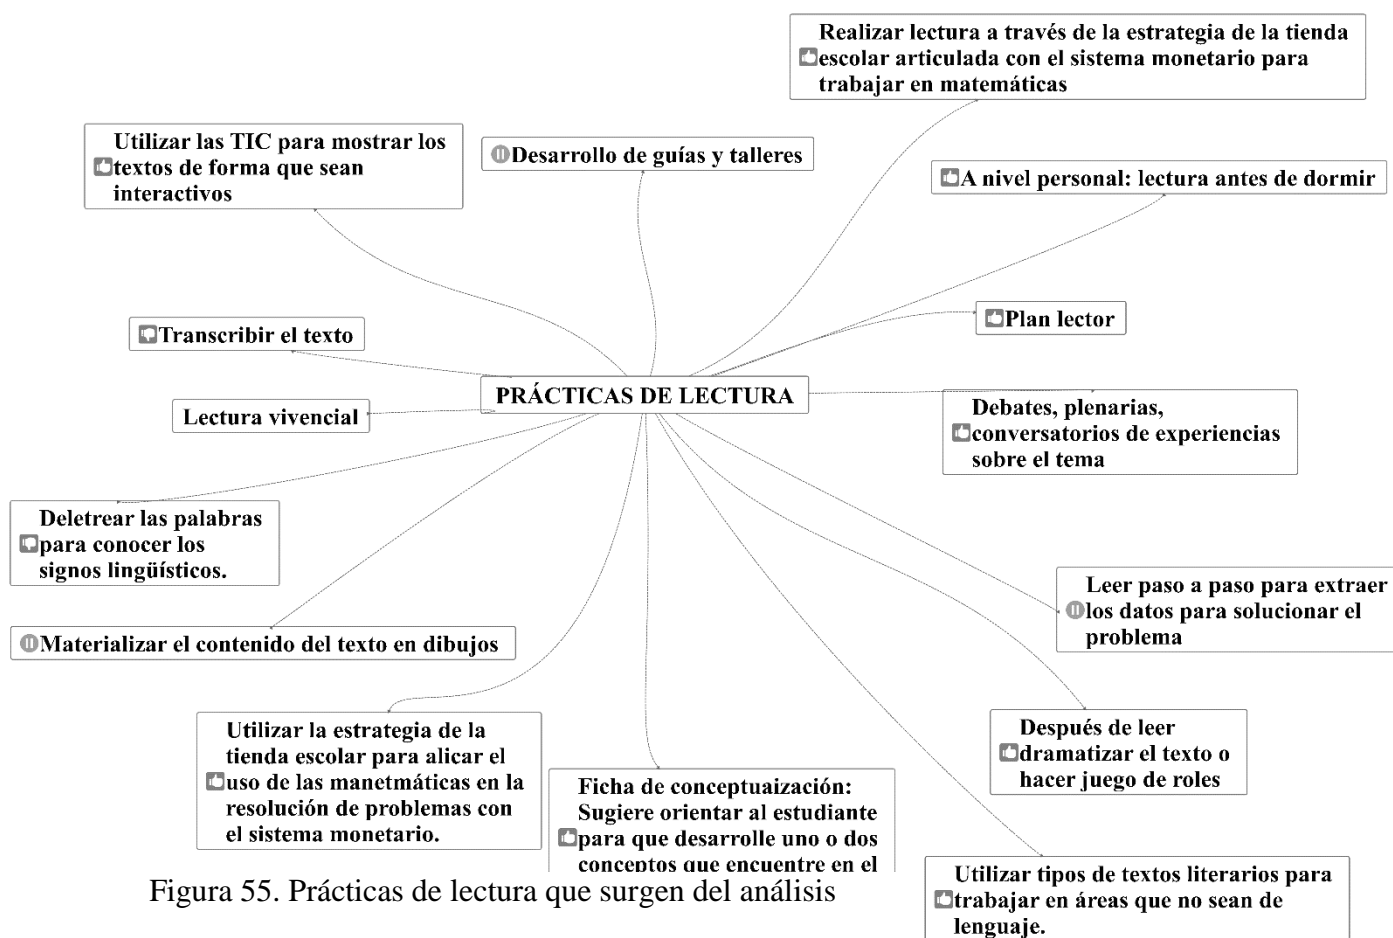 Realizar lectura a través de la estrategia de la tienda
escolar articulada con el sistema monetario para
trabajar en matemáticas
Utilizar las TIC para mostrar los
textos de forma que sean
interactivos
Desarrollo de guías y talleres
A nivel personal: lectura antes de dormir
Transcribir el texto
Plan lector
PRÁCTICAS DE LECTURA
Lectura vivencial
Debates, plenarias,
conversatorios de experiencias
sobre el tema
Deletrear las palabras
para conocer los
signos lingüísticos.
Leer paso a paso para extraer
los datos para solucionar el
problema
Materializar el contenido del texto en dibujos
Utilizar la estrategia de la
tienda escolar para alicar el
uso de las manetmáticas en la
resolución de problemas con
el sistema monetario.
Después de leer
dramatizar el texto o
hacer juego de roles
Ficha de conceptuaización:
Sugiere orientar al estudiante
para que desarrolle uno o dos
conceptos que encuentre en el
Utilizar tipos de textos literarios para
trabajar en áreas que no sean de
lenguaje.
Figura 55. Prácticas de lectura que surgen del análisis